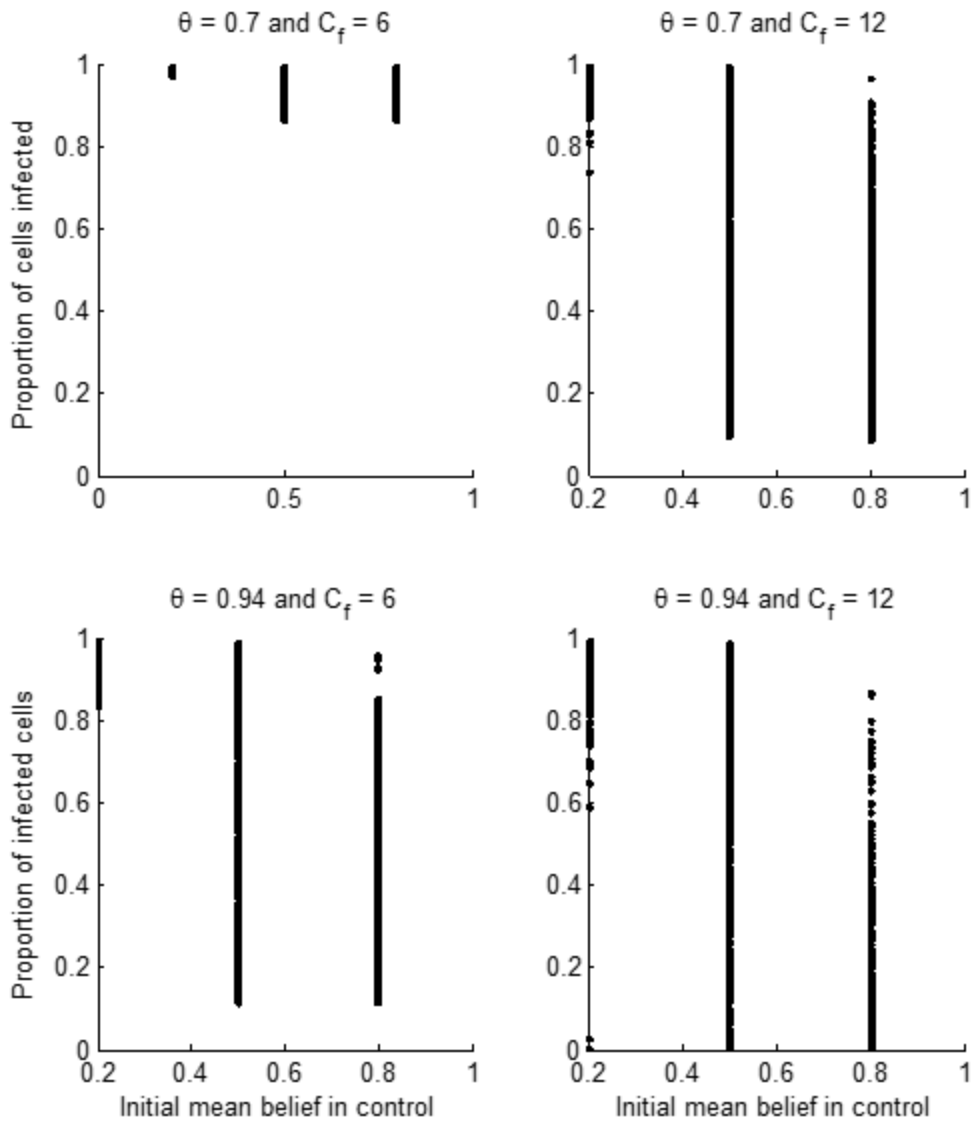 θ = 0.7 and C_f = 6
Proportion of cells infected
1
0.8
0.6
0.4
0.2
0
0 0.5 1
θ = 0.7 and C_f = 12
1
0.8
0.6
0.4
0.2
0
0.2 0.4 0.6 0.8 1
θ = 0.94 and C_f = 6
Proportion of infected cells
1
0.8
0.6
0.4
0.2
0
0.2 0.4 0.6 0.8 1
Initial mean belief in control
θ = 0.94 and C_f = 12
1
0.8
0.6
0.4
0.2
0
0.2 0.4 0.6 0.8 1
Initial mean belief in control